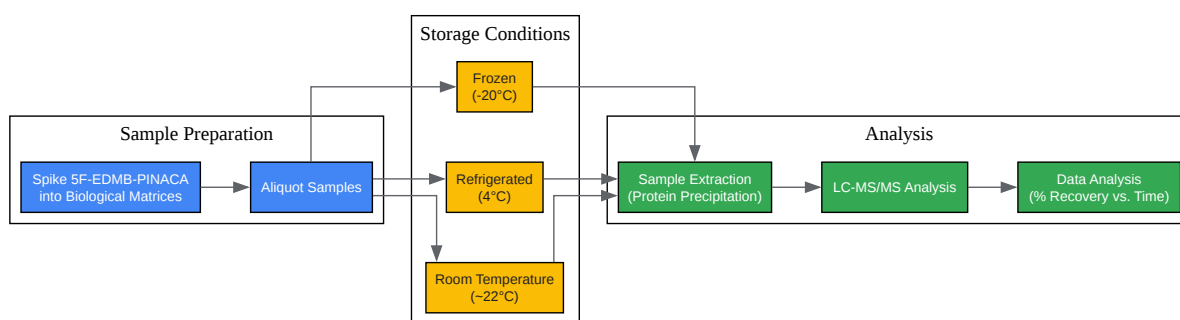 Storage Conditions
Frozen
(-20°C)
Sample Preparation
Analysis
Spike 5F-EDMB-PINACA
into Biological Matrices
Aliquot Samples
Refrigerated
(4°C)
Sample Extraction
(Protein Precipitation)
LC-MS/MS Analysis
Data Analysis
(% Recovery vs. Time)
Room Temperature
(~22°C)